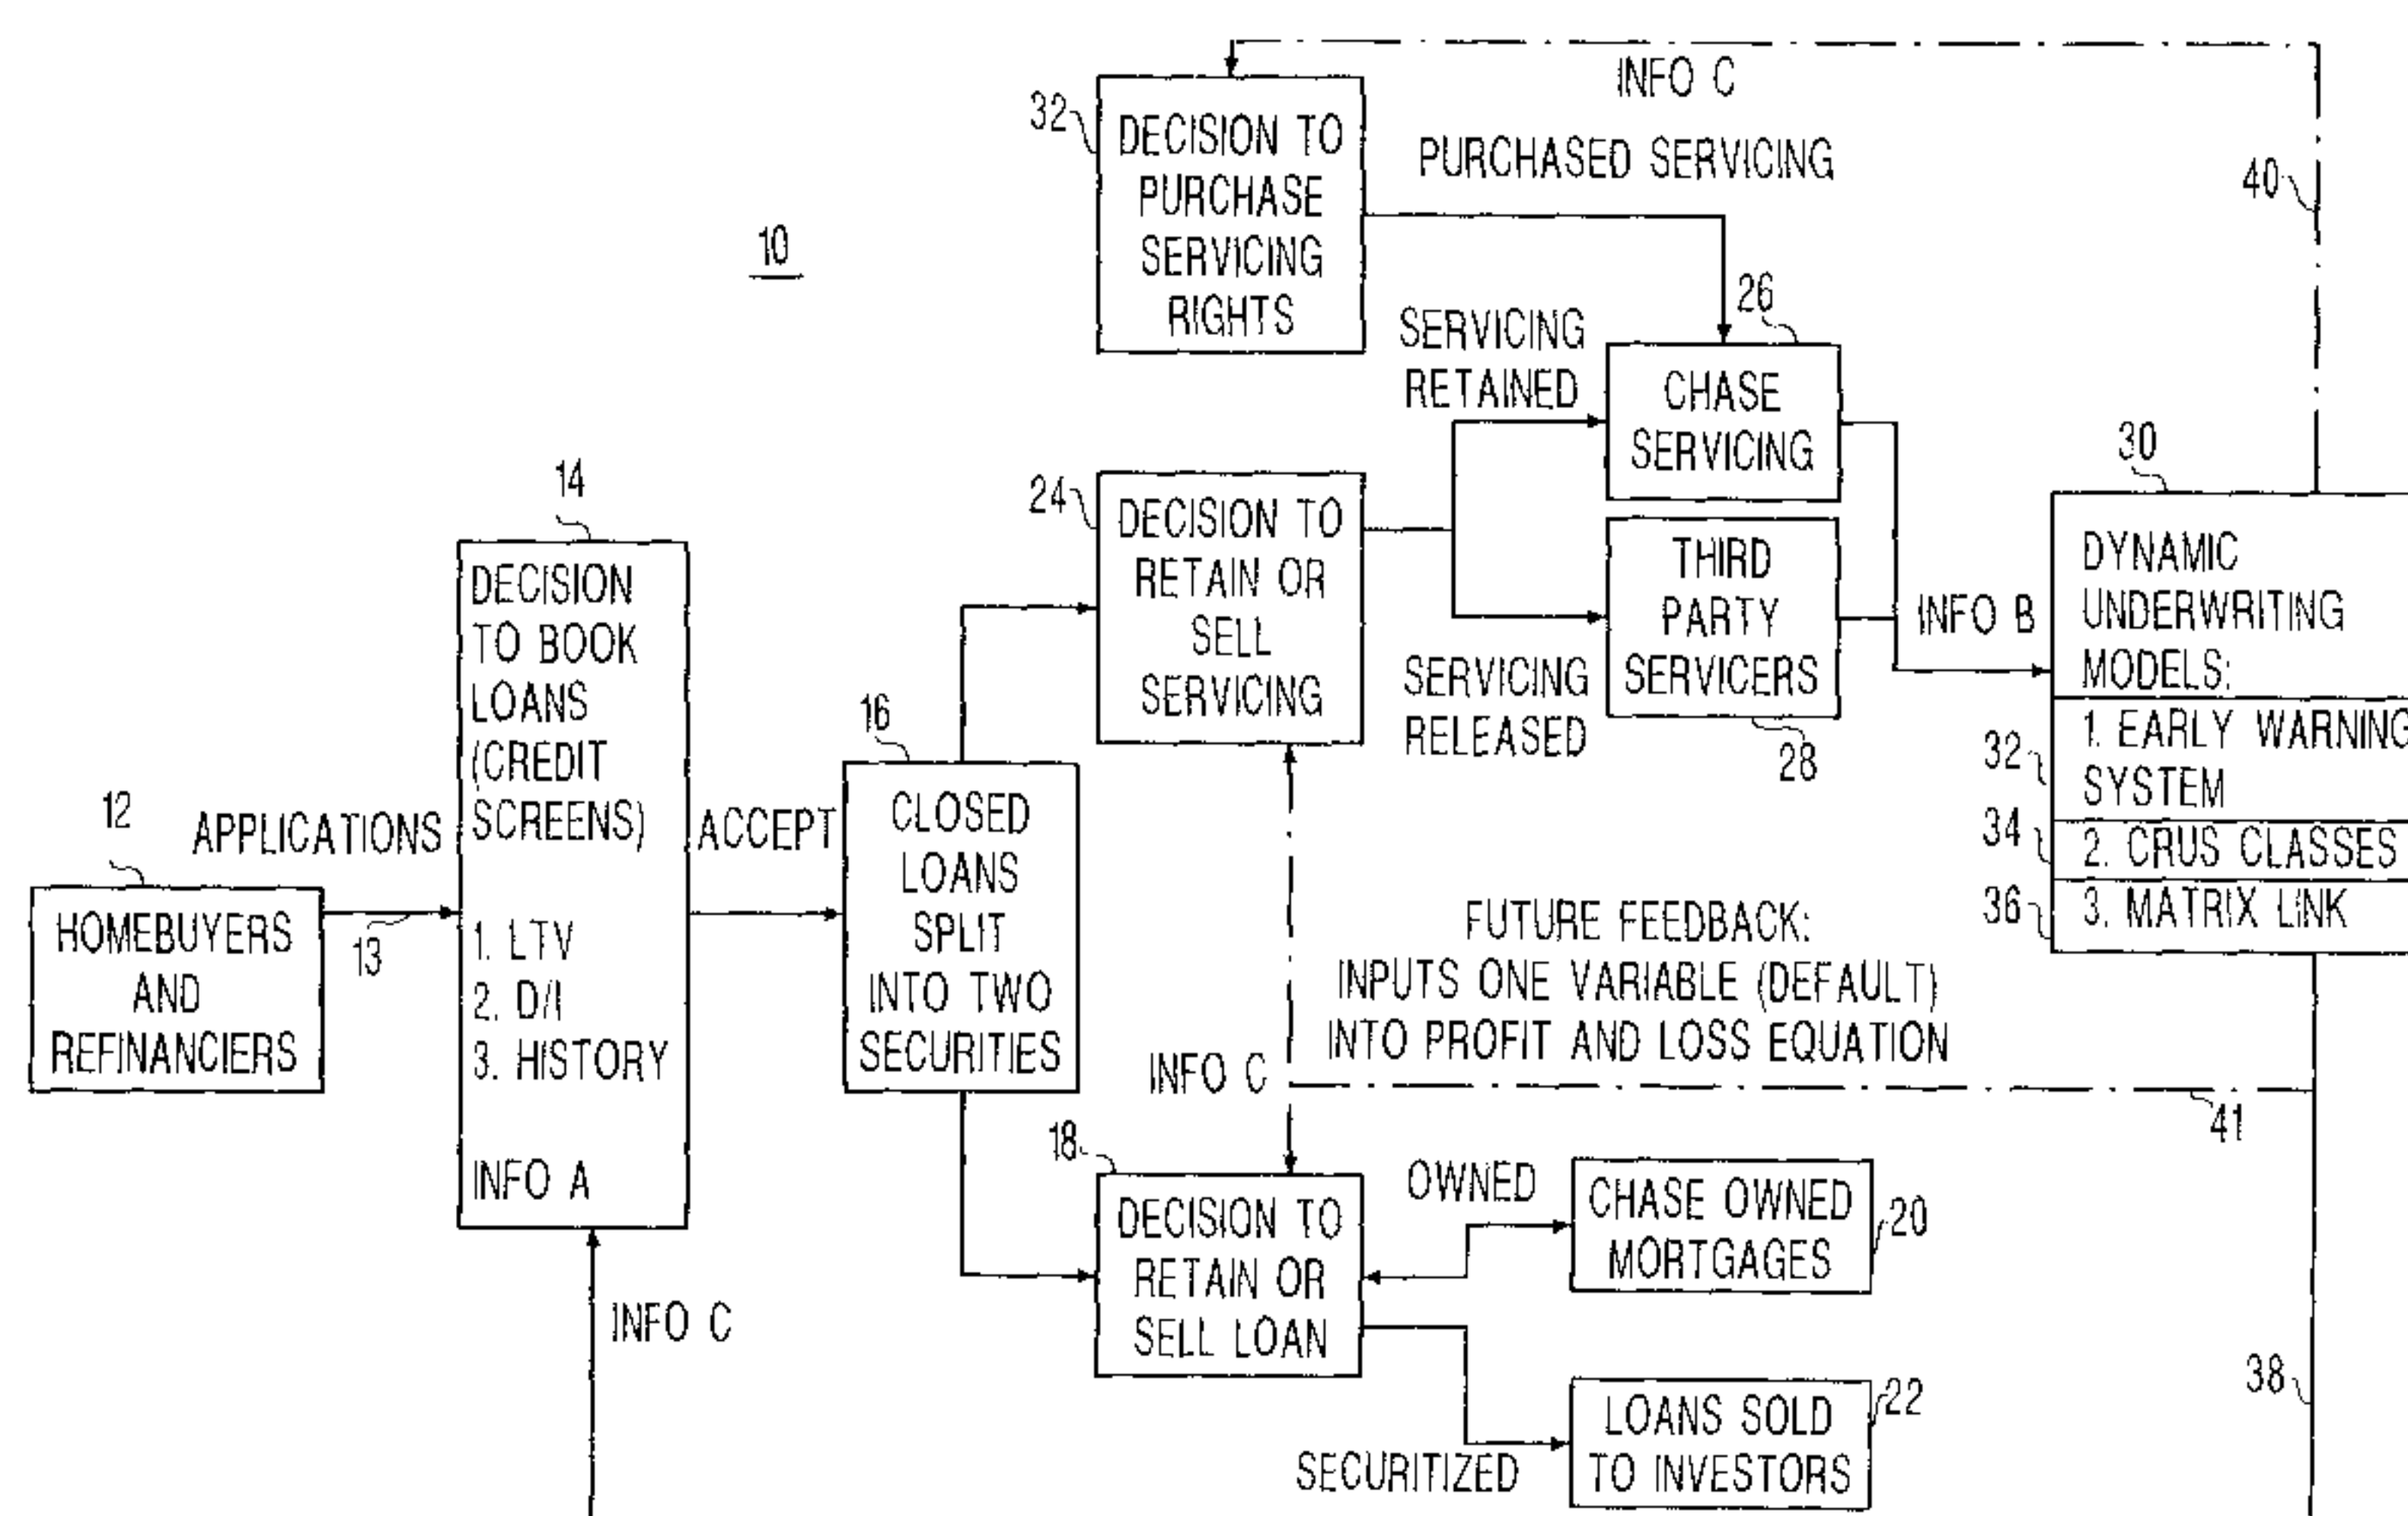 INFO C
32
DECISION TO
PURCHASE
SERVICING
RIGHTS
PURCHASED SERVICING
40
10
26
SERVICING
RETAINED
CHASE
SERVICING
30
14
24
DECISION TO
RETAIN OR
SELL
SERVICING
THIRD
PARTY
SERVICERS
28
SERVICING
RELEASED
INFO B
DYNAMIC
UNDERWRITING
MODELS:
32
1. EARLY WARNING
SYSTEM
34
2. CRUS CLASSES
36
3. MATRIX LINK
DECISION
TO BOOK
LOANS
(CREDIT
SCREENS)
1. LTV
2. D/I
3. HISTORY
INFO A
12
APPLICATIONS
13
HOMEBUYERS
AND
REFINANCIERS
ACCEPT
16
CLOSED
LOANS
SPLIT
INTO TWO
SECURITIES
FUTURE FEEDBACK:
INPUTS ONE VARIABLE (DEFAULT)
INTO PROFIT AND LOSS EQUATION
INFO C
41
18
DECISION TO
RETAIN OR
SELL LOAN
OWNED
CHASE OWNED
MORTGAGES
20
INFO C
38
SECURITIZED
LOANS SOLD
TO INVESTORS
22